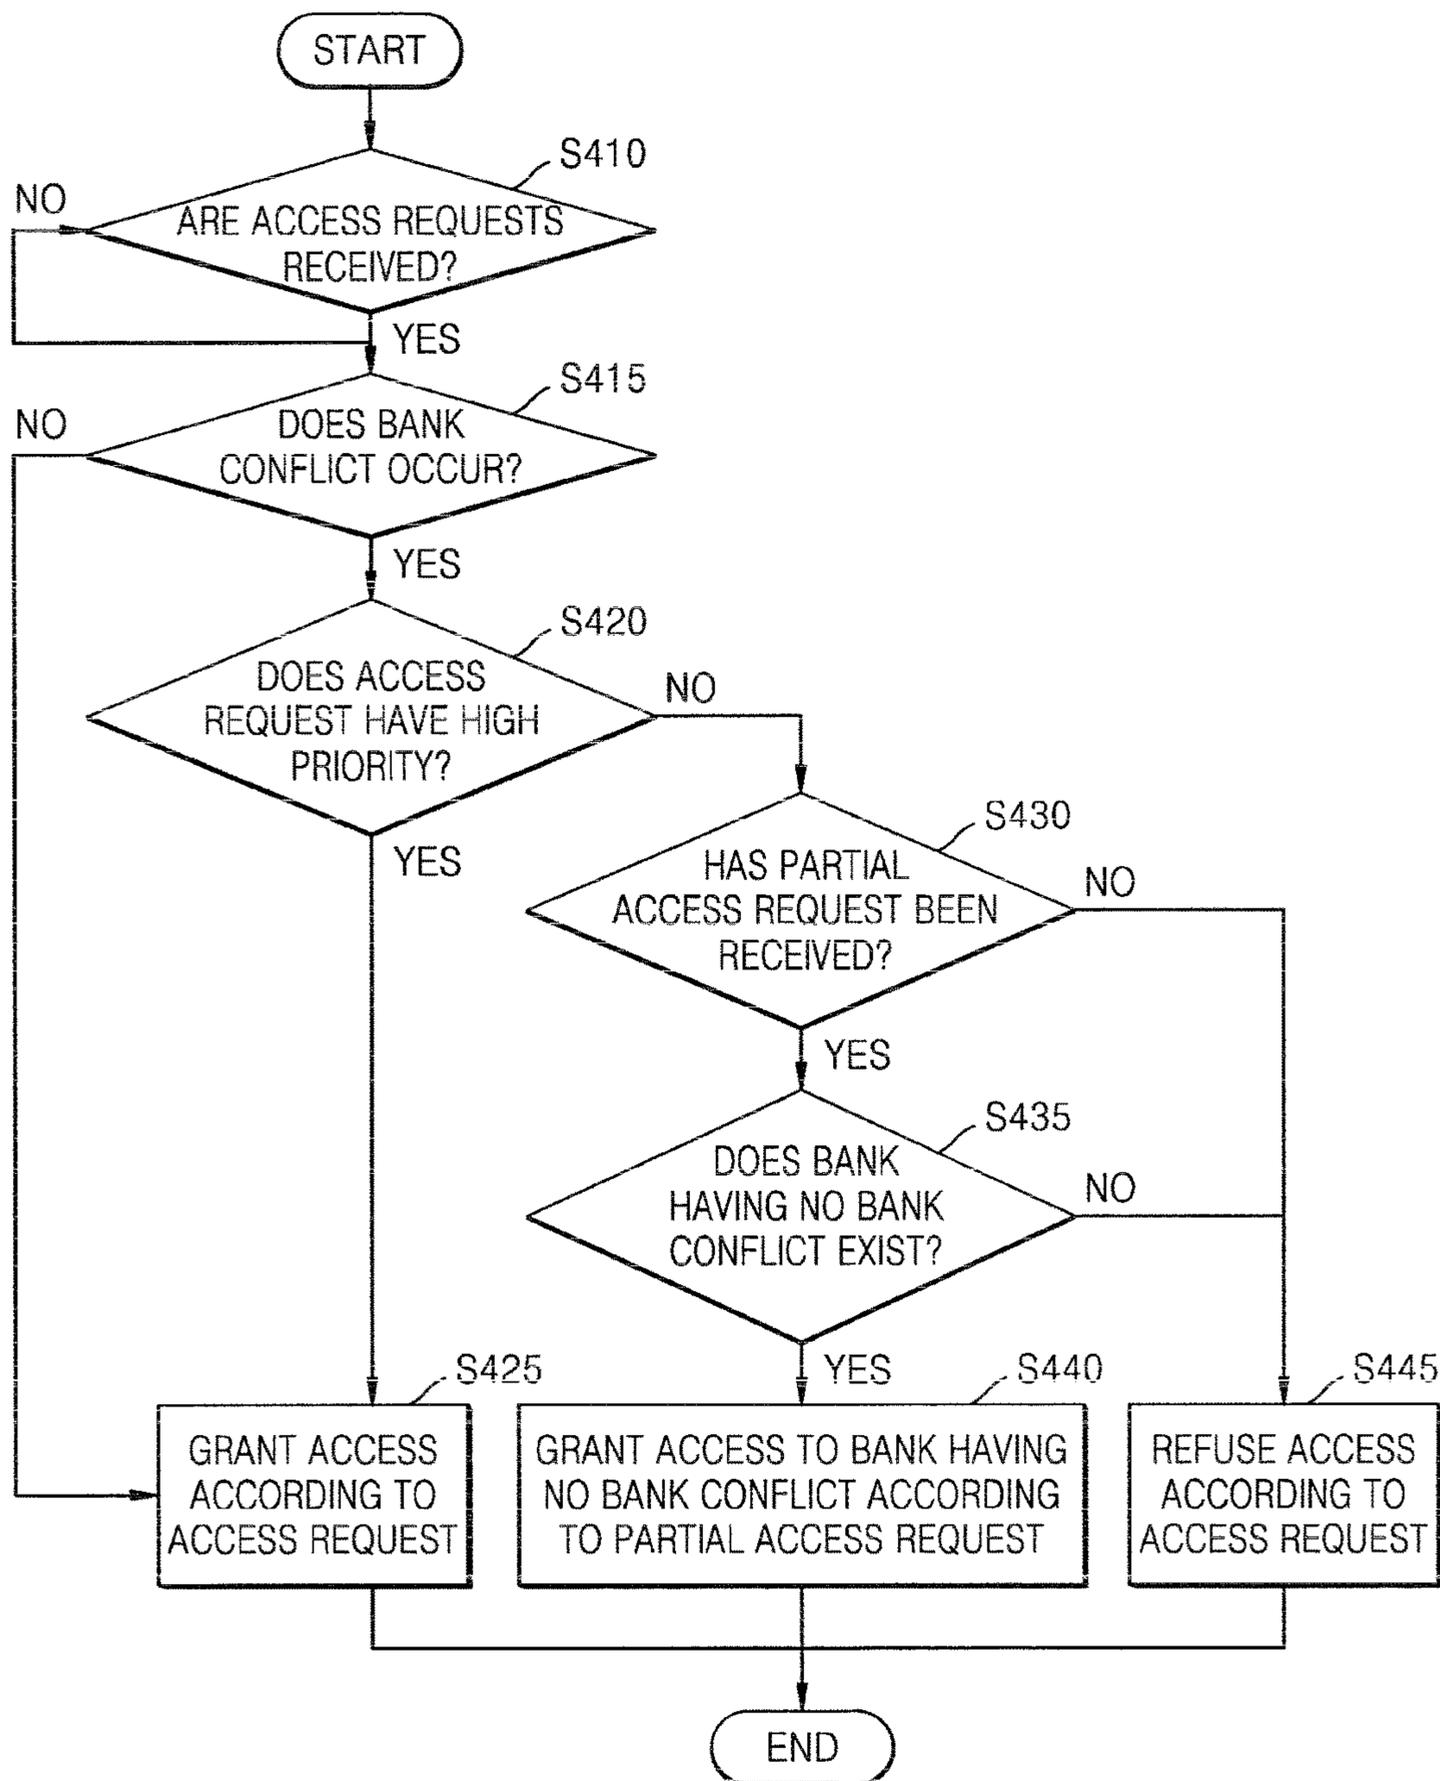 START
S410
NO
ARE ACCESS REQUESTS
RECEIVED?
YES
S415
NO
DOES BANK
CONFLICT OCCUR?
YES
S420
DOES ACCESS
REQUEST HAVE HIGH
PRIORITY?
NO
YES
S430
HAS PARTIAL
ACCESS REQUEST BEEN
RECEIVED?
NO
YES
S435
DOES BANK
HAVING NO BANK
CONFLICT EXIST?
NO
YES
S425
GRANT ACCESS
ACCORDING TO
ACCESS REQUEST
S440
GRANT ACCESS TO BANK HAVING
NO BANK CONFLICT ACCORDING
TO PARTIAL ACCESS REQUEST
S445
REFUSE ACCESS
ACCORDING TO
ACCESS REQUEST
END